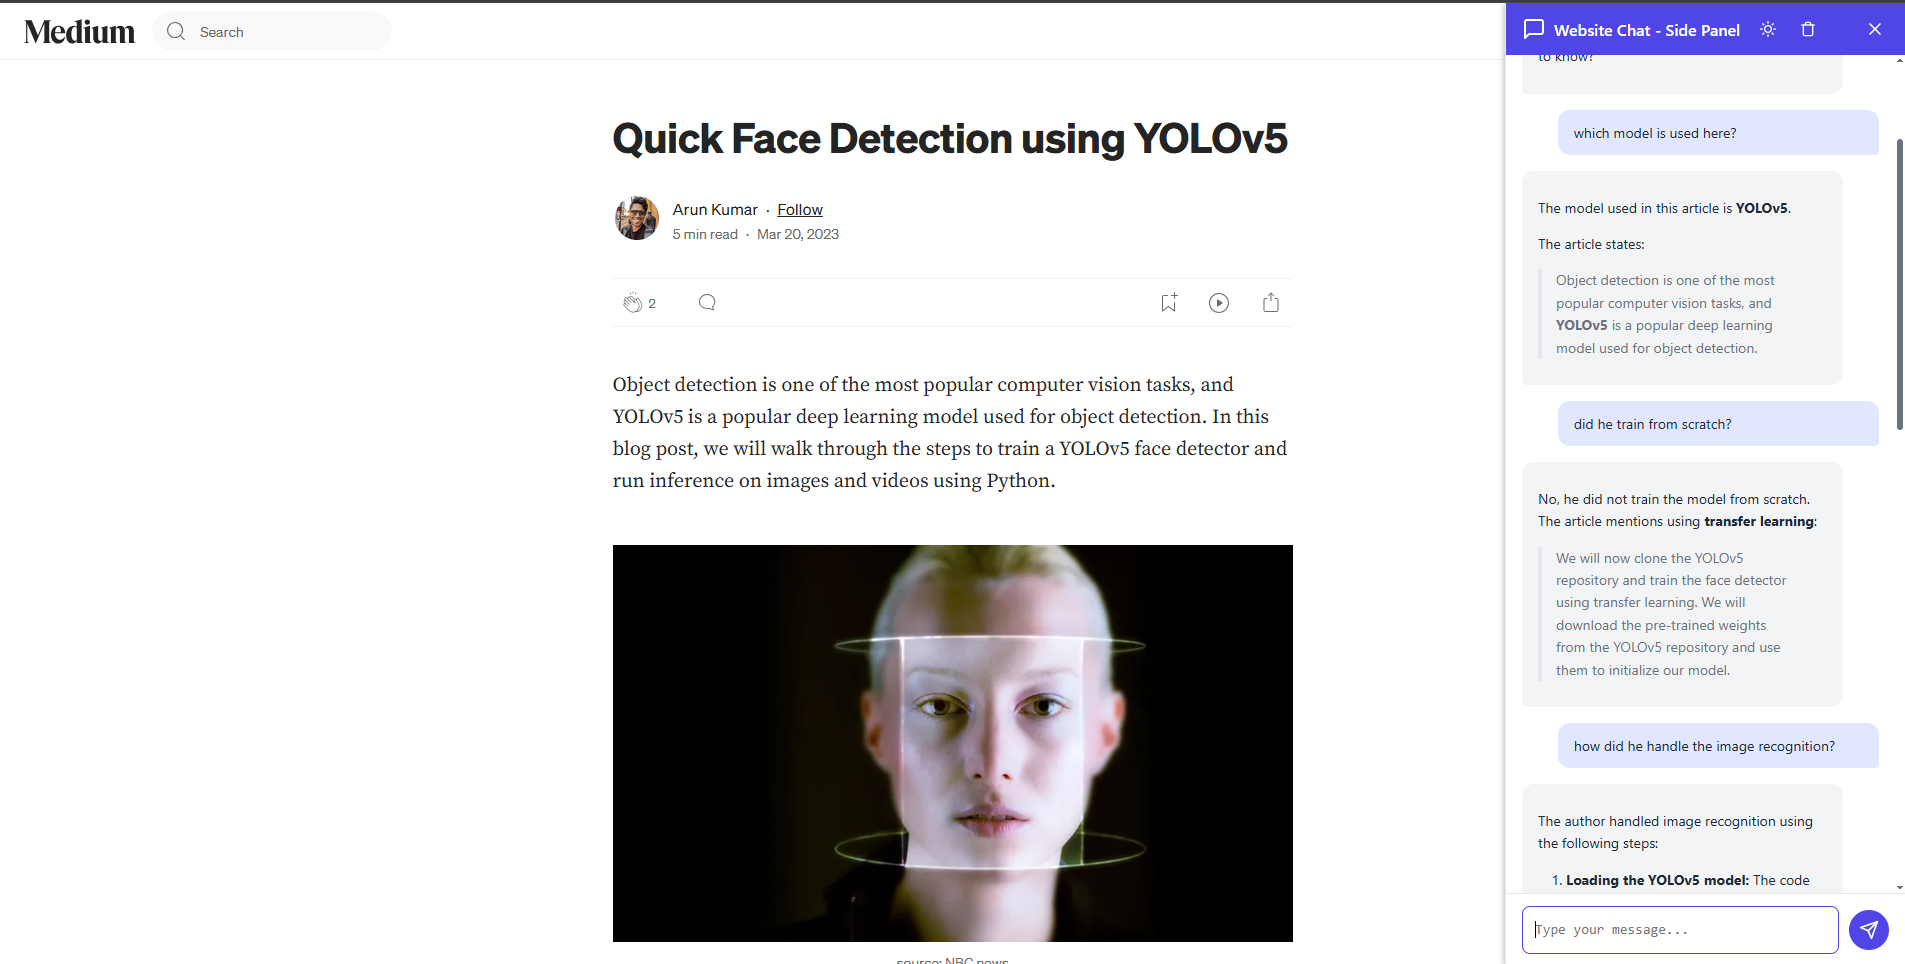 Medium
Search
Quick Face Detection using YOLOv5
Arun Kumar · Follow
5 min read · Mar 20, 2023
2
Object detection is one of the most popular computer vision tasks, and
YOLOv5 is a popular deep learning model used for object detection. In this
blog post, we will walk through the steps to train a YOLOv5 face detector and
run inference on images and videos using Python.
source: NBC news
Website Chat - Side Panel
to know?
which model is used here?
The model used in this article is YOLOv5.
The article states:
Object detection is one of the most
popular computer vision tasks, and
YOLOv5 is a popular deep learning
model used for object detection.
did he train from scratch?
No, he did not train the model from scratch.
The article mentions using transfer learning:
We will now clone the YOLOv5
repository and train the face detector
using transfer learning. We will
download the pre-trained weights
from the YOLOv5 repository and use
them to initialize our model.
how did he handle the image recognition?
The author handled image recognition using
the following steps:
1. Loading the YOLOv5 model: The code
Type your message...